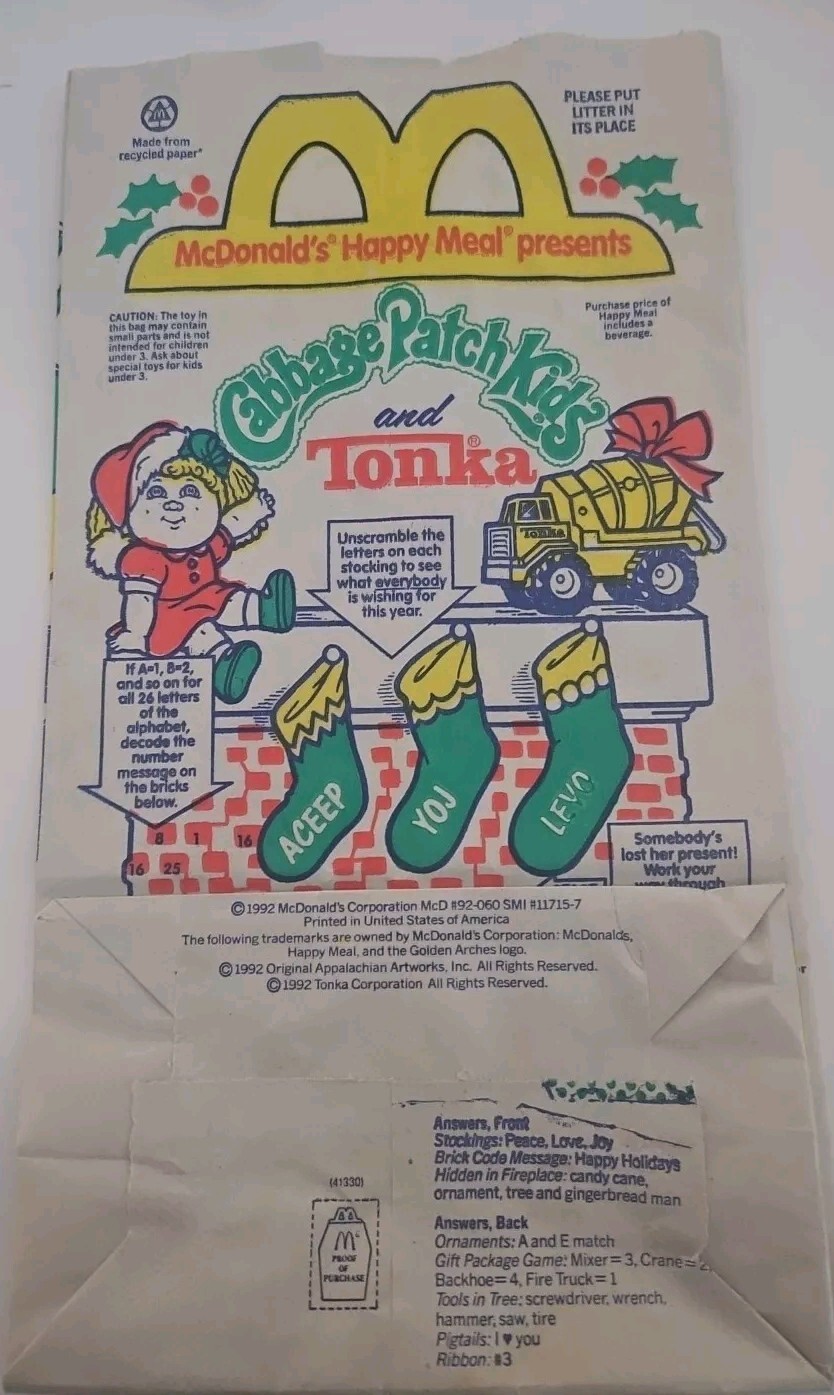 Made from
recycled paper*
PLEASE PUT
LITTER IN
ITS PLACE
McDonald's® Happy Meal® presents
CAUTION: The toy in
this bag may contain
small parts and is not
intended for children
under 3. Ask about
special toys for kids
under 3.
Purchase price of
Happy Meal
includes a
beverage.
Cabbage Patch Kids®
and
Tonka®
Tonka
Unscramble the
letters on each
stocking to see
what everybody
is wishing for
this year.
If A=1, B=2,
and so on for
all 26 letters
of the
alphabet,
decode the
number
message on
the bricks
below.
ACEEP
YOJ
LEVO
8 1 16
16 25
Somebody's
lost her present!
Work your
way through
©1992 McDonald's Corporation McD #92-060 SMI #11715-7
Printed in United States of America
The following trademarks are owned by McDonald's Corporation: McDonalds,
Happy Meal, and the Golden Arches logo.
©1992 Original Appalachian Artworks, Inc. All Rights Reserved.
©1992 Tonka Corporation All Rights Reserved.
(41330)
M
PROOF
OF
PURCHASE
Answers, Front
Stockings: Peace, Love, Joy
Brick Code Message: Happy Holidays
Hidden in Fireplace: candy cane,
ornament, tree and gingerbread man
Answers, Back
Ornaments: A and E match
Gift Package Game: Mixer=3, Crane=2,
Backhoe=4, Fire Truck=1
Tools in Tree: screwdriver, wrench,
hammer, saw, tire
Pigtails: I ♥ you
Ribbon: #3